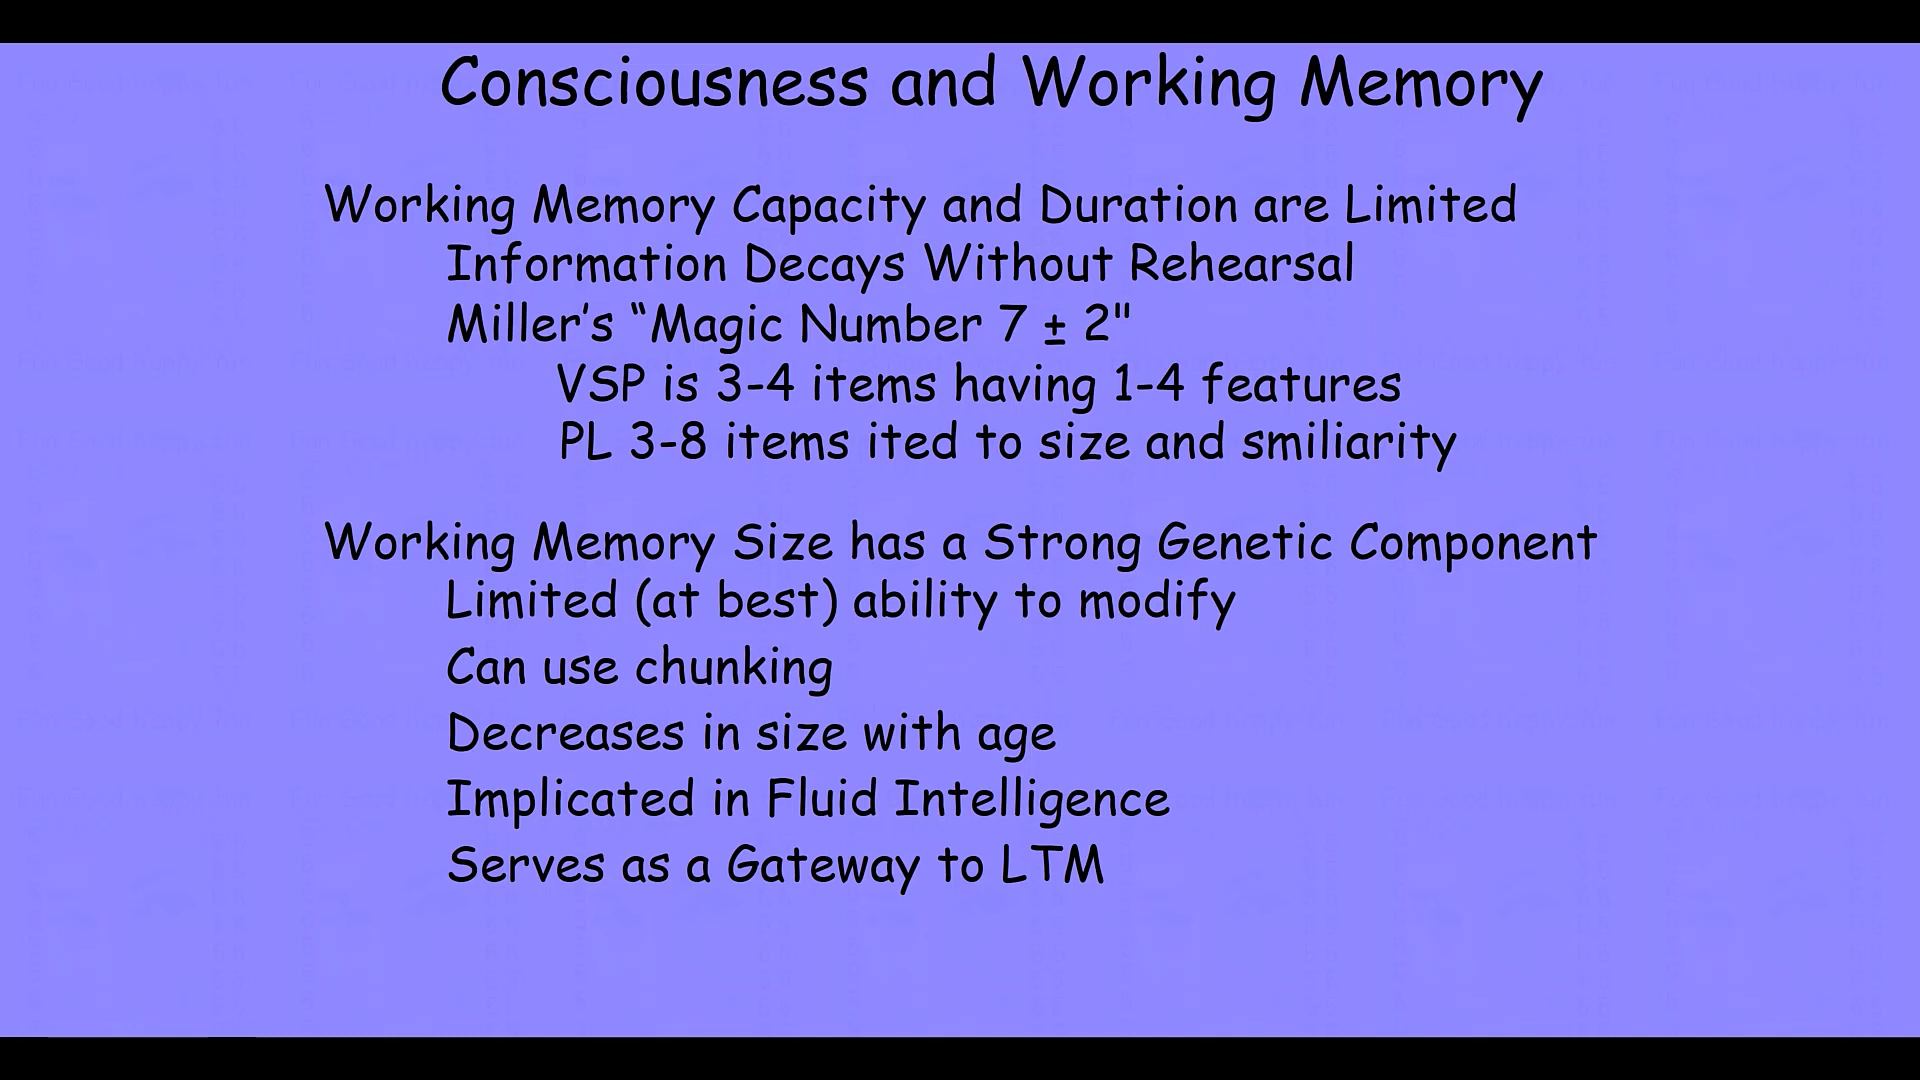 Consciousness and Working Memory
Working Memory Capacity and Duration are Limited
Information Decays Without Rehearsal
Miller’s “Magic Number 7 ± 2"
VSP is 3-4 items having 1-4 features
PL 3-8 items ited to size and smiliarity
Working Memory Size has a Strong Genetic Component
Limited (at best) ability to modify
Can use chunking
Decreases in size with age
Implicated in Fluid Intelligence
Serves as a Gateway to LTM